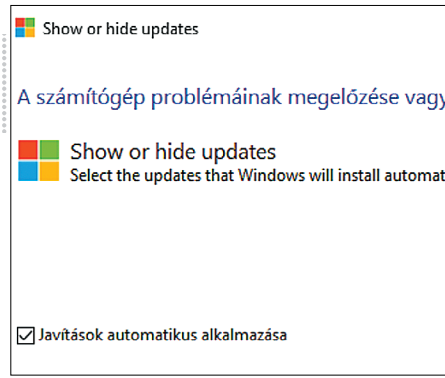 Show or hide updates
A számítógép problémáinak megelőzése vagy
Show or hide updates
Select the updates that Windows will install automat
Javítások automatikus alkalmazása